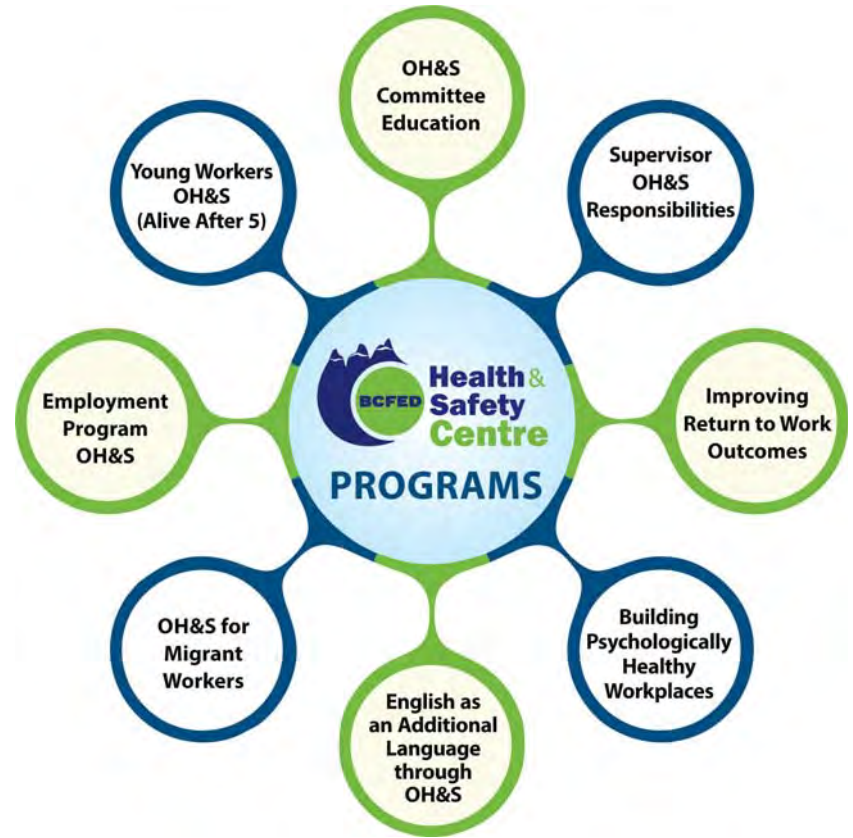 OH&S
Committee
Education
Supervisor
OH&S
Responsibilities
Improving
Return to Work
Outcomes
Building
Psychologically
Healthy
Workplaces
English as
an Additional
Language
through
OH&S
OH&S for
Migrant
Workers
Employment
Program
OH&S
Young Workers
OH&S
(Alive After 5)
BCFED
Health &
Safety
Centre
PROGRAMS